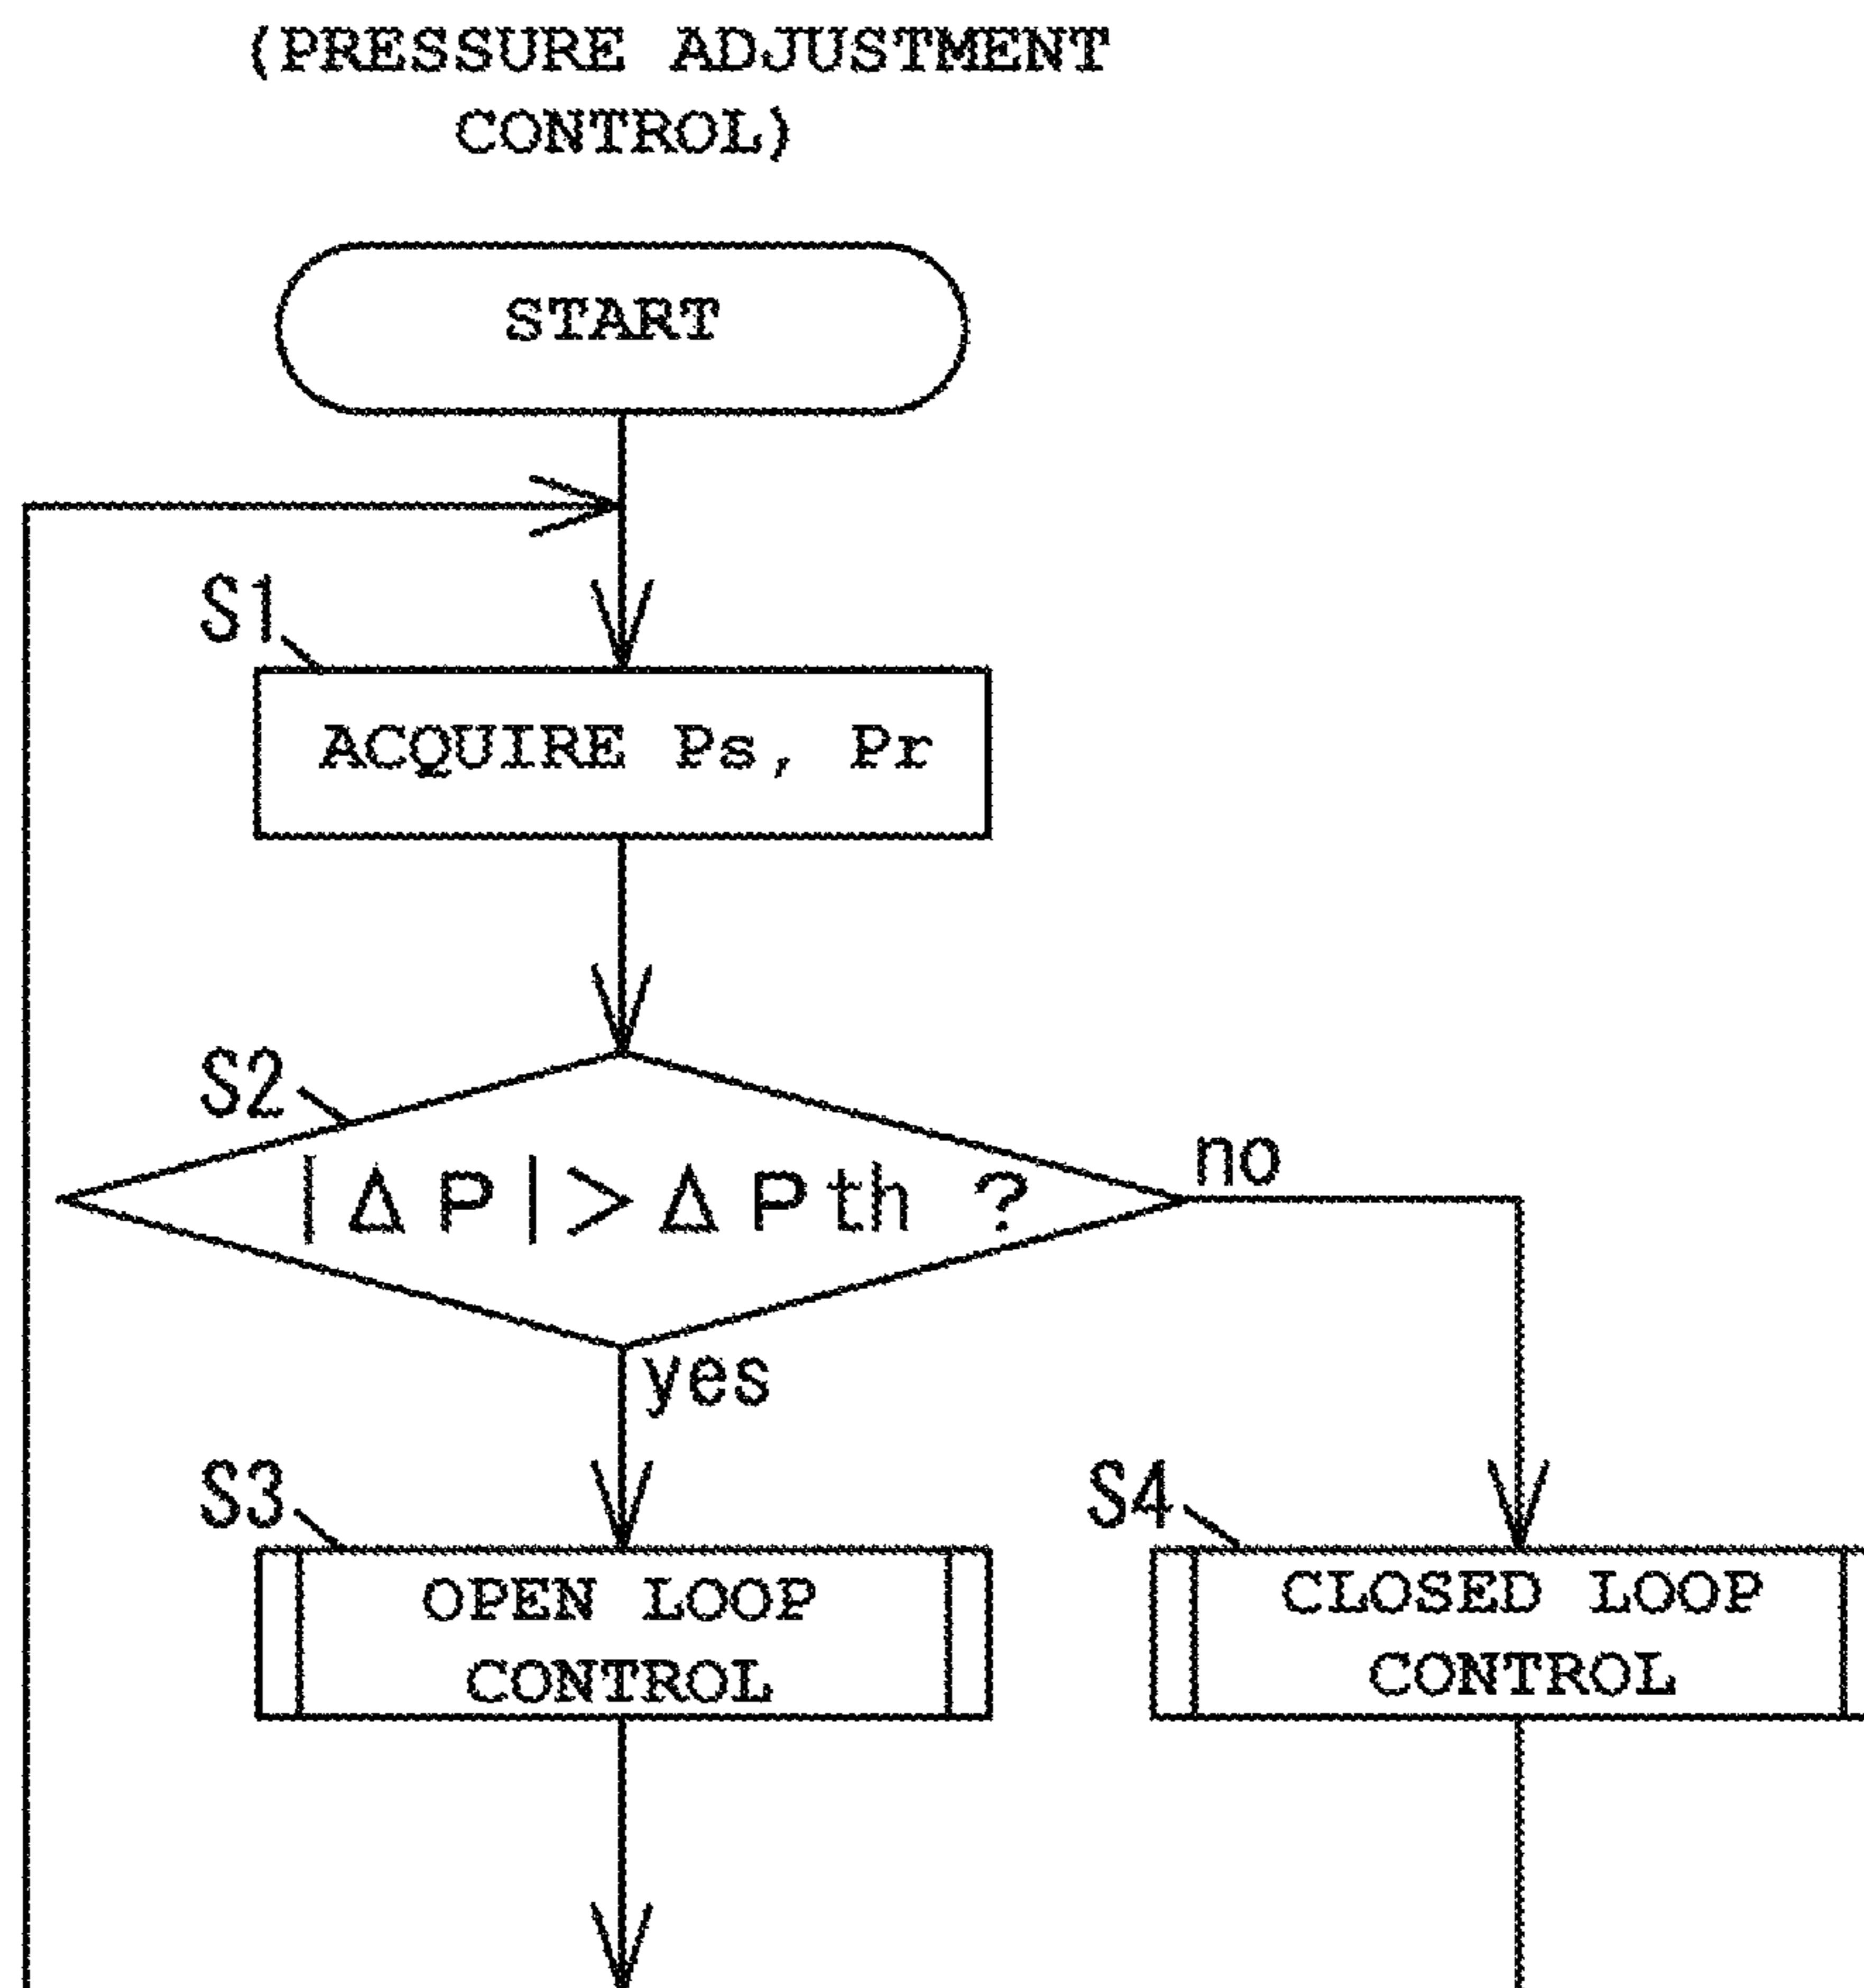 (PRESSURE ADJUSTMENT
CONTROL)
START
S1
ACQUIRE Ps, Pr
S2
|ΔP|>ΔPth ?
no
yes
S3
OPEN LOOP
CONTROL
S4
CLOSED LOOP
CONTROL